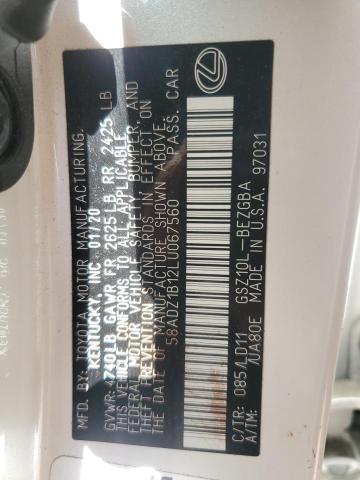 MFD. BY: TOYOTA MOTOR MANUFACTURING,
KENTUCKY, INC 01/20
GVWR: 4740LB GAWR FR 2625LB RR 2425 LB
THIS VEHICLE CONFORMS TO ALL APPLICABLE
FEDERAL MOTOR VEHICLE SAFETY, BUMPER, AND
THEFT PREVENTION STANDARDS IN EFFECT ON
THE DATE OF MANUFACTURE SHOWN ABOVE.
58ADZ1B12LU067560 PASS. CAR
GSZ10L-BEZGBA
C/TR: 085/LD11
A/TM: /UA80E MADE IN U.S.A. 97031